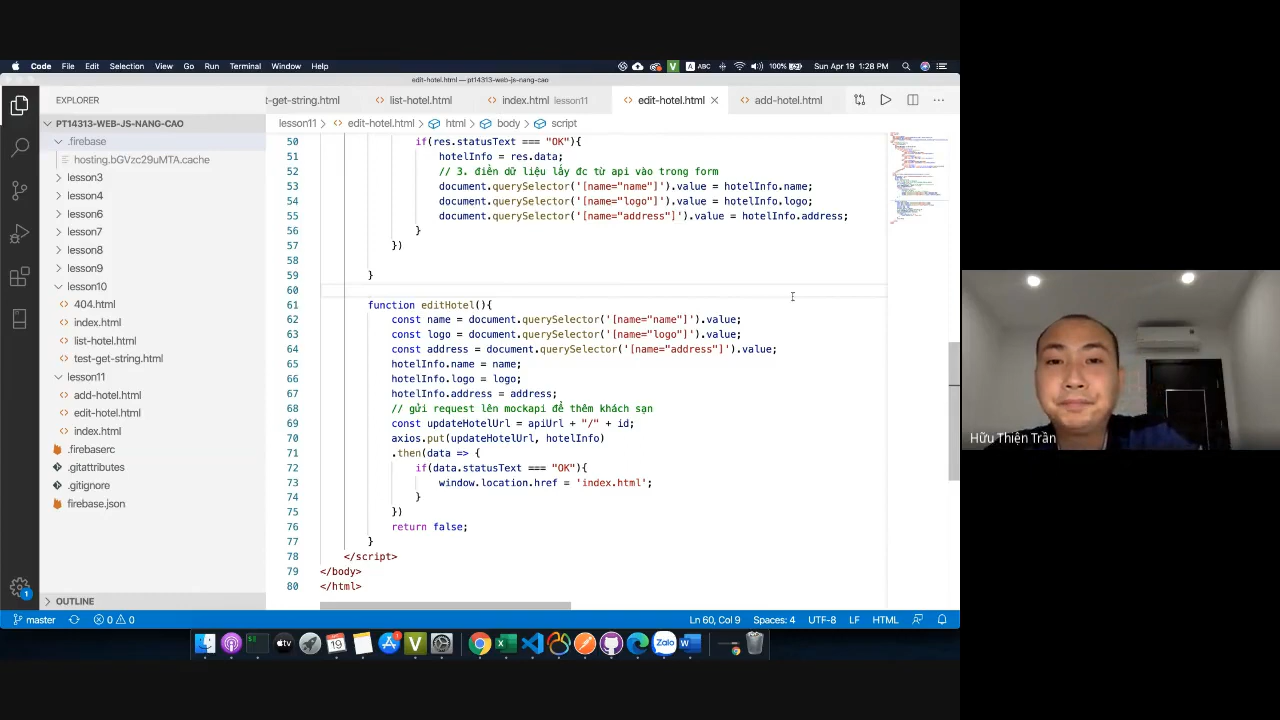 Code File Edit Selection View Go Run Terminal Window Help
V A ABC 100% Sun Apr 19 1:28 PM
edit-hotel.html — pt14313-web-js-nang-cao
EXPLORER
t-get-string.html list-hotel.html index.html lesson11 edit-hotel.html add-hotel.html
PT14313-WEB-JS-NANG-CAO
lesson11 > edit-hotel.html > html > body > script
.firebase
hosting.bGVzc29uMTA.cache
lesson3
lesson4
lesson6
lesson7
lesson8
lesson9
lesson10
404.html
index.html
list-hotel.html
test-get-string.html
lesson11
add-hotel.html
edit-hotel.html
index.html
.firebaserc
.gitattributes
.gitignore
firebase.json
OUTLINE
50 if(res.statusText === "OK"){
51 hotelInfo = res.data;
52 // 3. điền dữ liệu lấy đc từ api vào trong form
53 document.querySelector('[name="name"]').value = hotelInfo.name;
54 document.querySelector('[name="logo"]').value = hotelInfo.logo;
55 document.querySelector('[name="address"]').value = hotelInfo.address;
56 }
57 })
58
59 }
60
61 function editHotel(){
62 const name = document.querySelector('[name="name"]').value;
63 const logo = document.querySelector('[name="logo"]').value;
64 const address = document.querySelector('[name="address"]').value;
65 hotelInfo.name = name;
66 hotelInfo.logo = logo;
67 hotelInfo.address = address;
68 // gửi request lên mockapi để thêm khách sạn
69 const updateHotelUrl = apiUrl + "/" + id;
70 axios.put(updateHotelUrl, hotelInfo)
71 .then(data => {
72 if(data.statusText === "OK"){
73 window.location.href = 'index.html';
74 }
75 })
76 return false;
77 }
78 </script>
79 </body>
80 </html>
Hữu Thiện Trần
1 master 0 0 Ln 60, Col 9 Spaces: 4 UTF-8 LF HTML
19 1 V X Zalo W